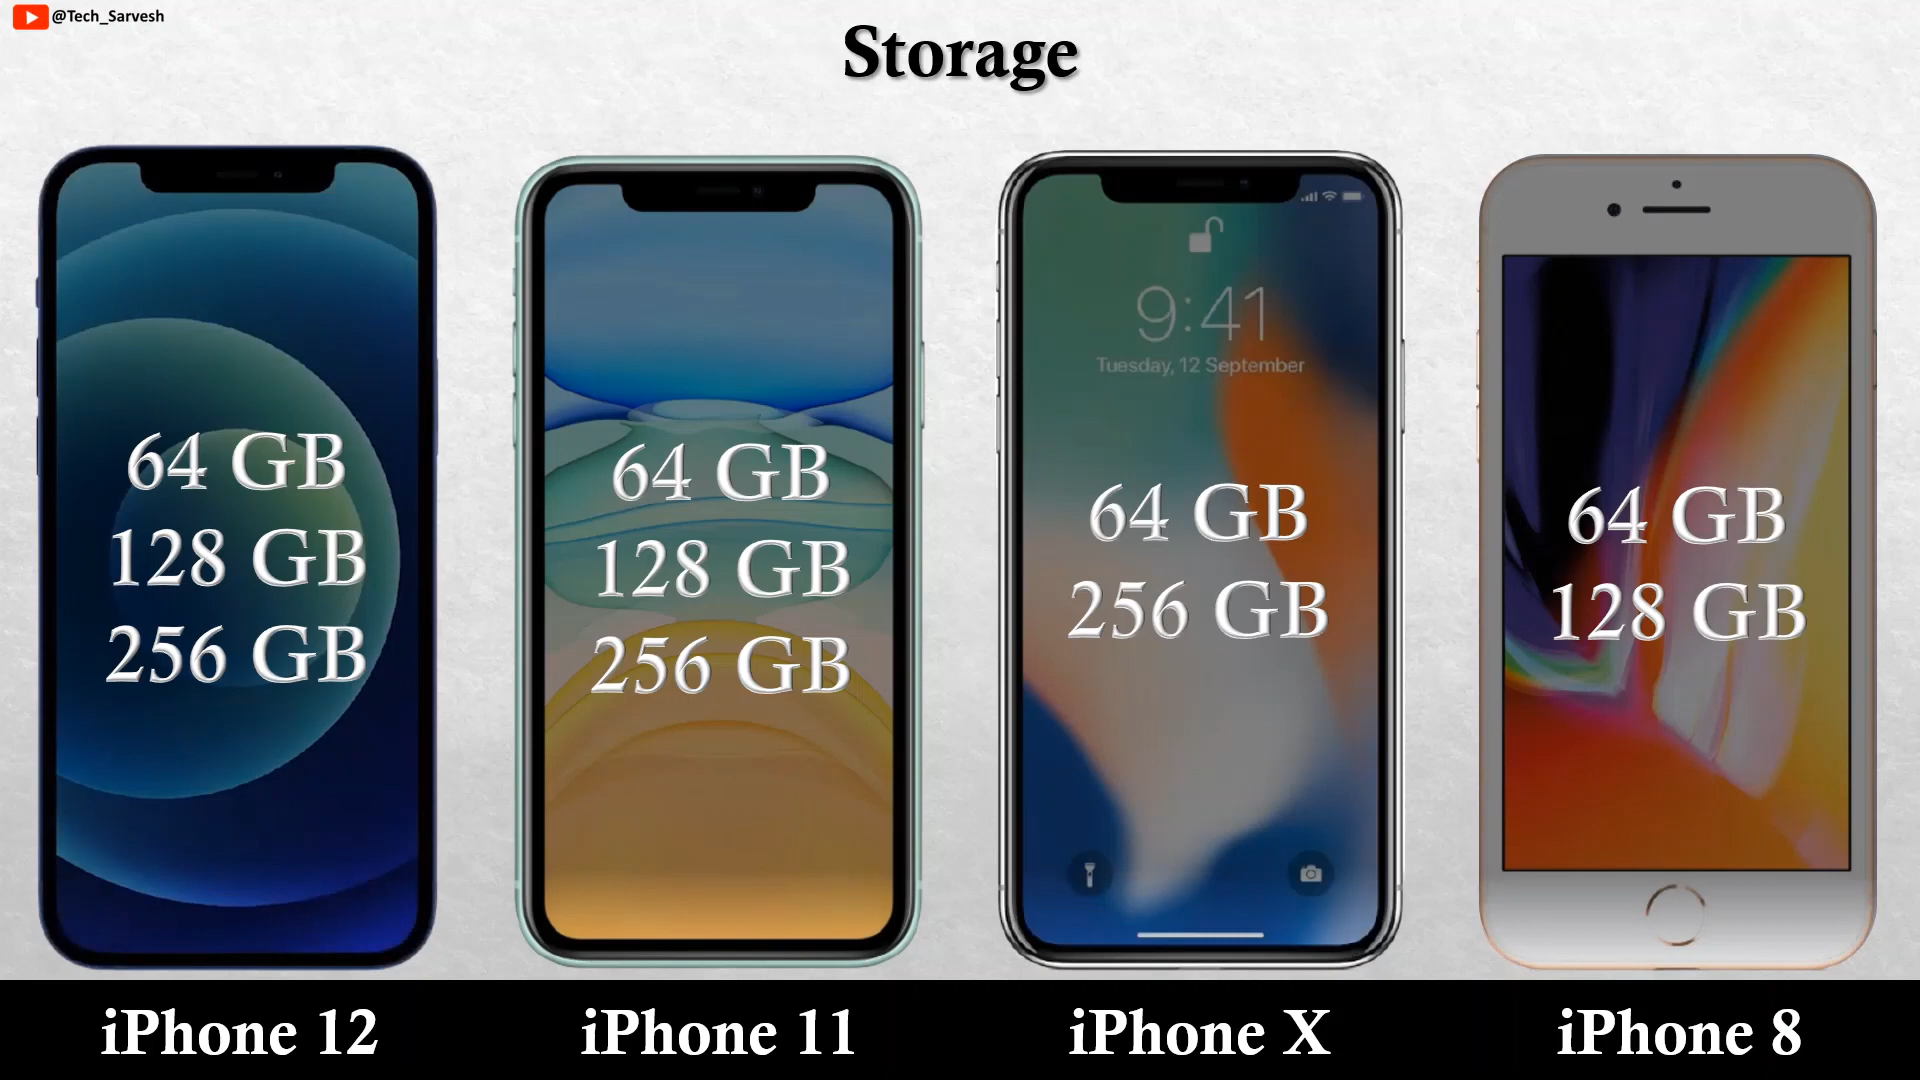 @Tech_Sarvesh
Storage
64 GB
128 GB
256 GB
64 GB
128 GB
256 GB
9:41
Tuesday, 12 September
64 GB
256 GB
64 GB
128 GB
iPhone 12
iPhone 11
iPhone X
iPhone 8